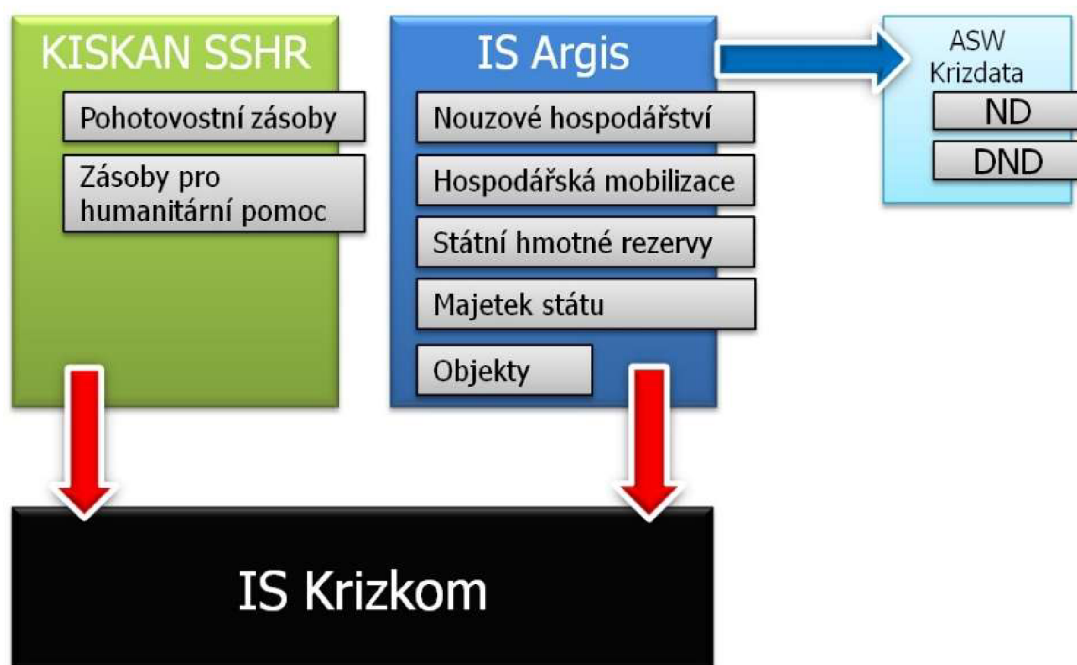 KISKAN SSHR
Pohotovostní zásoby
Zásoby pro
humanitární pomoc
IS Argis
Nouzové hospodářství
Hospodářská mobilizace
Státní hmotné rezervy
Majetek státu
Objekty
ASW
Krizdata
ND
DND
IS Krizkom